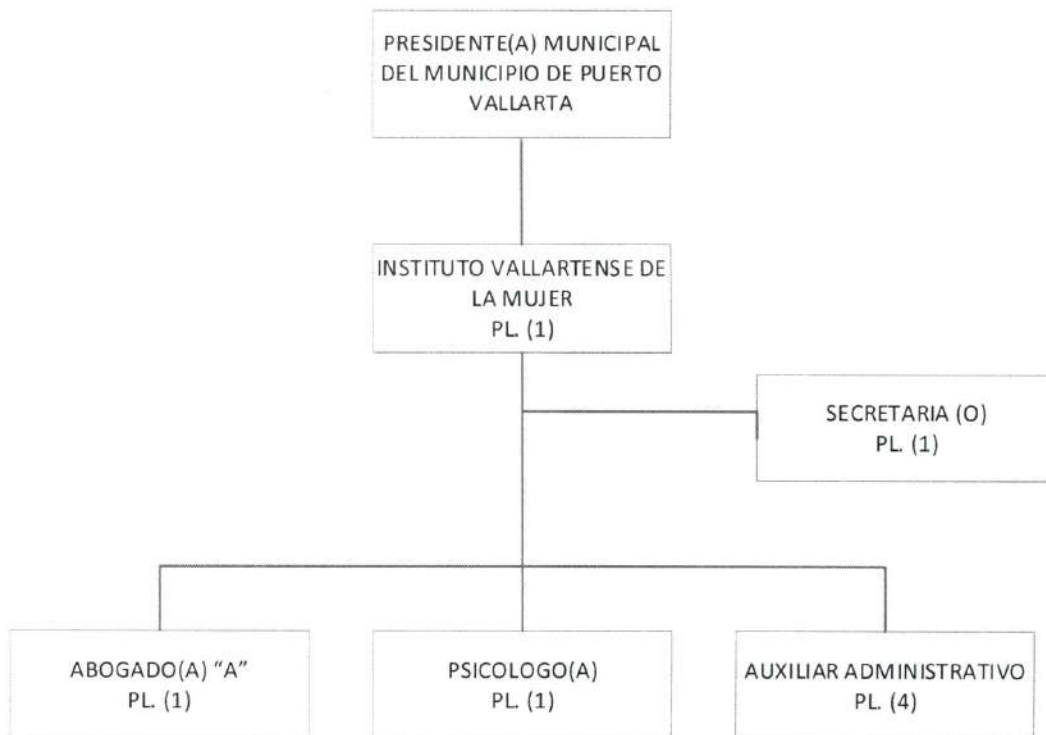 PRESIDENTE(A) MUNICIPAL
DEL MUNICIPIO DE PUERTO
VALLARTA
INSTITUTO VALLARTENSE DE
LA MUJER
PL. (1)
SECRETARIA (O)
PL. (1)
ABOGADO(A) “A”
PL. (1)
PSICOLOGO(A)
PL. (1)
AUXILIAR ADMINISTRATIVO
PL. (4)